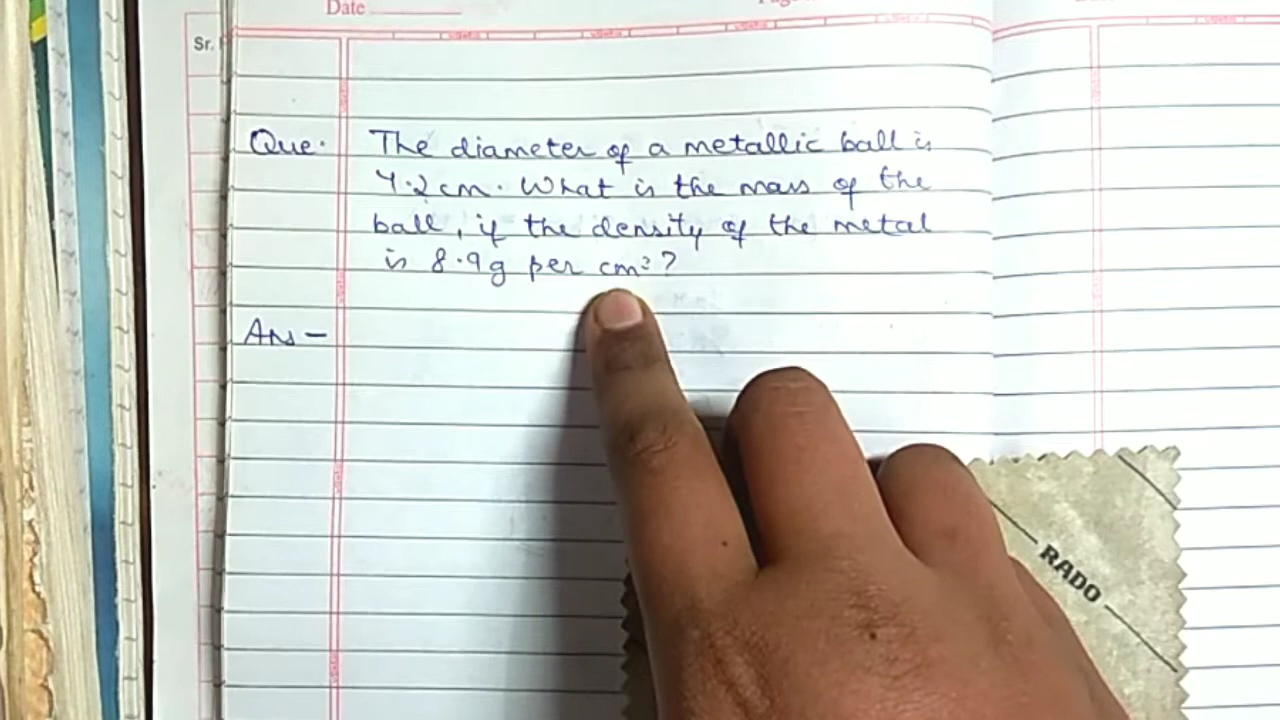 Date
Sr.
Que. The diameter of a metallic ball is
4.2 cm. What is the mass of the
ball, if the density of the metal
is 8.9g per cm³?
Ans -
RADO